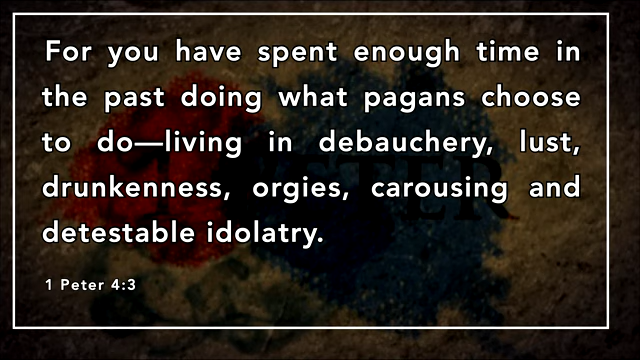 For you have spent enough time in
the past doing what pagans choose
to do—living in debauchery, lust,
drunkenness, orgies, carousing and
detestable idolatry.
1 Peter 4:3